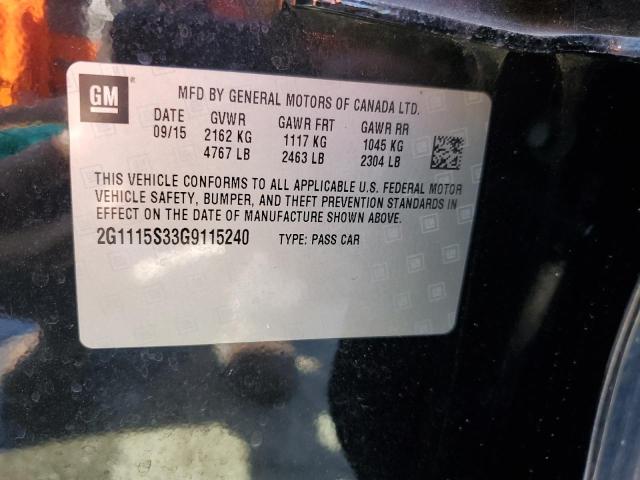 GM ® MFD BY GENERAL MOTORS OF CANADA LTD.
DATE GVWR GAWR FRT GAWR RR
09/15 2162 KG 1117 KG 1045 KG
4767 LB 2463 LB 2304 LB
THIS VEHICLE CONFORMS TO ALL APPLICABLE U.S. FEDERAL MOTOR
VEHICLE SAFETY, BUMPER, AND THEFT PREVENTION STANDARDS IN
EFFECT ON THE DATE OF MANUFACTURE SHOWN ABOVE.
2G1115S33G9115240 TYPE: PASS CAR